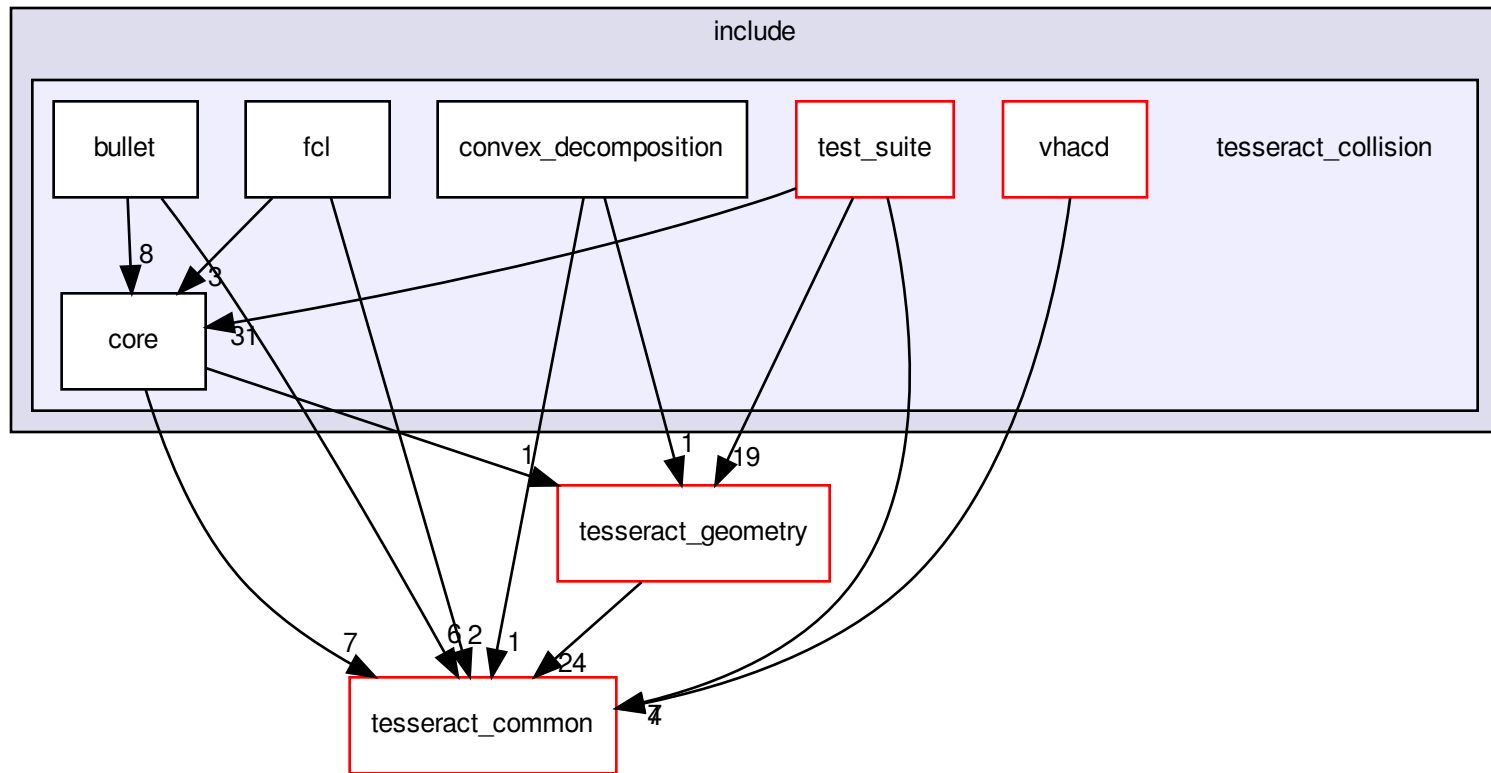 include
bullet
fcl
convex_decomposition
test_suite
vhacd
tesseract_collision
8
3
31
core
1
1
19
tesseract_geometry
7
6
2
1
24
7
4
tesseract_common